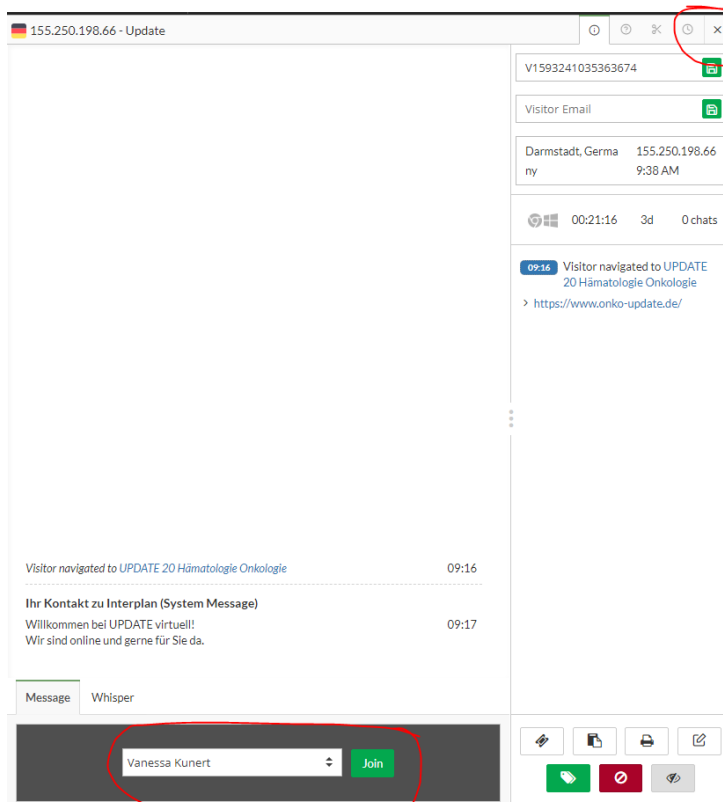 155.250.198.66 - Update
V1593241035363674
Visitor Email
Darmstadt, Germa
ny
155.250.198.66
9:38 AM
00:21:16 3d 0 chats
09:16 Visitor navigated to UPDATE
20 Hämatologie Onkologie
> https://www.onko-update.de/
Visitor navigated to UPDATE 20 Hämatologie Onkologie 09:16
Ihr Kontakt zu Interplan (System Message)
Willkommen bei UPDATE virtuell! 09:17
Wir sind online und gerne für Sie da.
Message Whisper
Vanessa Kunert Join